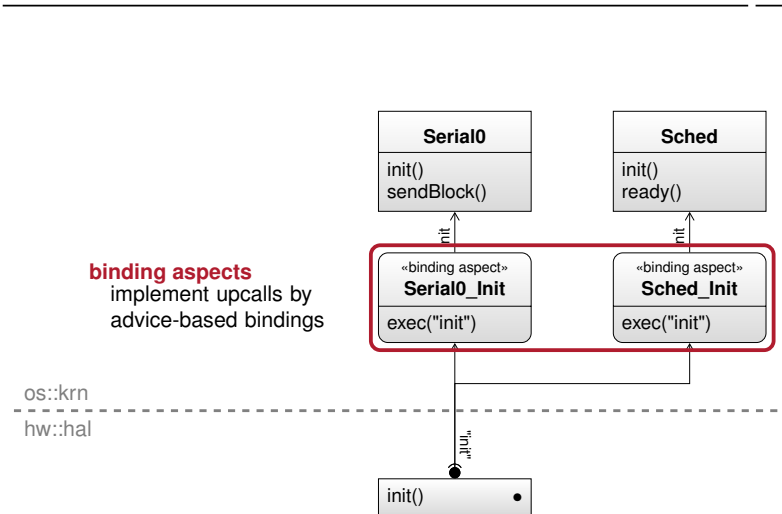 Serial0
Sched
init()
sendBlock()
init()
ready()
init
init
binding aspects
implement upcalls by
advice-based bindings
«binding aspect»
Serial0_Init
exec("init")
«binding aspect»
Sched_Init
exec("init")
os::krn
hw::hal
"init"
init()